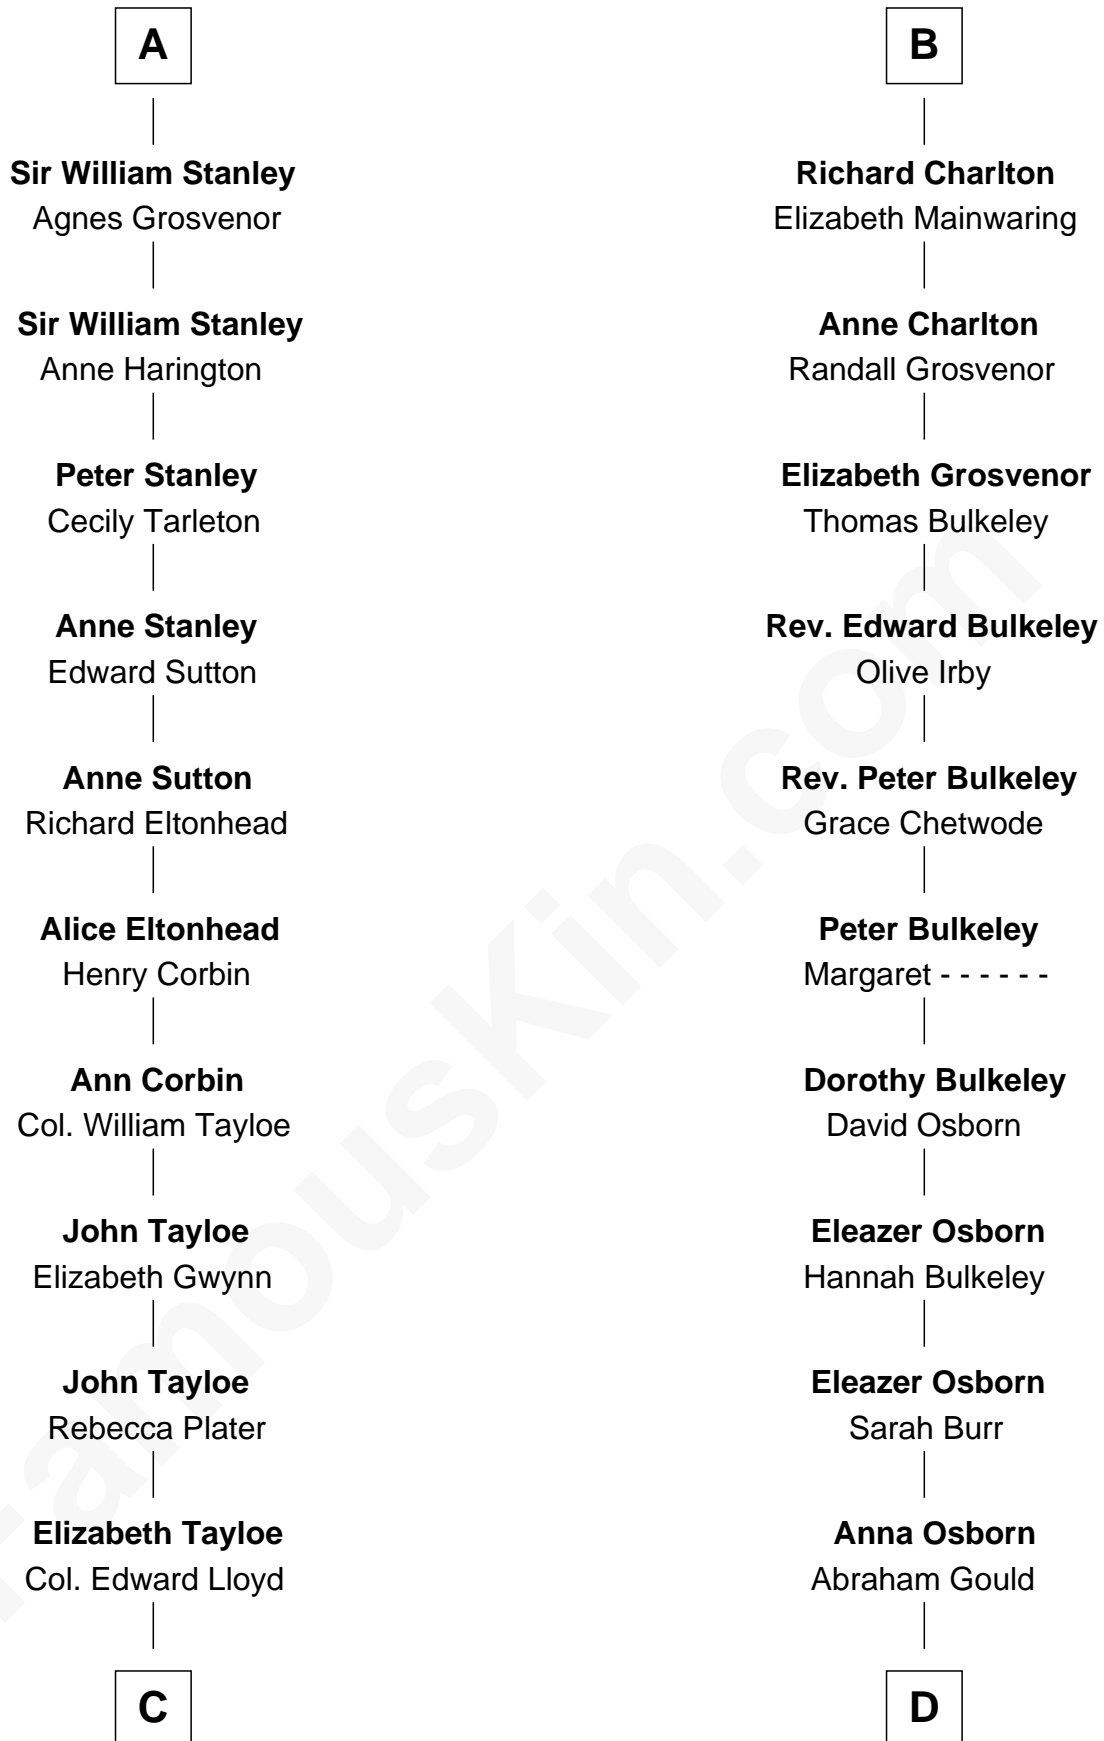 A
Sir William Stanley
Agnes Grosvenor
Sir William Stanley
Anne Harington
Peter Stanley
Cecily Tarleton
Anne Stanley
Edward Sutton
Anne Sutton
Richard Eltonhead
Alice Eltonhead
Henry Corbin
Ann Corbin
Col. William Tayloe
John Tayloe
Elizabeth Gwynn
John Tayloe
Rebecca Plater
Elizabeth Tayloe
Col. Edward Lloyd
C
B
Richard Charlton
Elizabeth Mainwaring
Anne Charlton
Randall Grosvenor
Elizabeth Grosvenor
Thomas Bulkeley
Rev. Edward Bulkeley
Olive Irby
Rev. Peter Bulkeley
Grace Chetwode
Peter Bulkeley
Margaret - - - - - -
Dorothy Bulkeley
David Osborn
Eleazer Osborn
Hannah Bulkeley
Eleazer Osborn
Sarah Burr
Anna Osborn
Abraham Gould
D
FamousKin.com